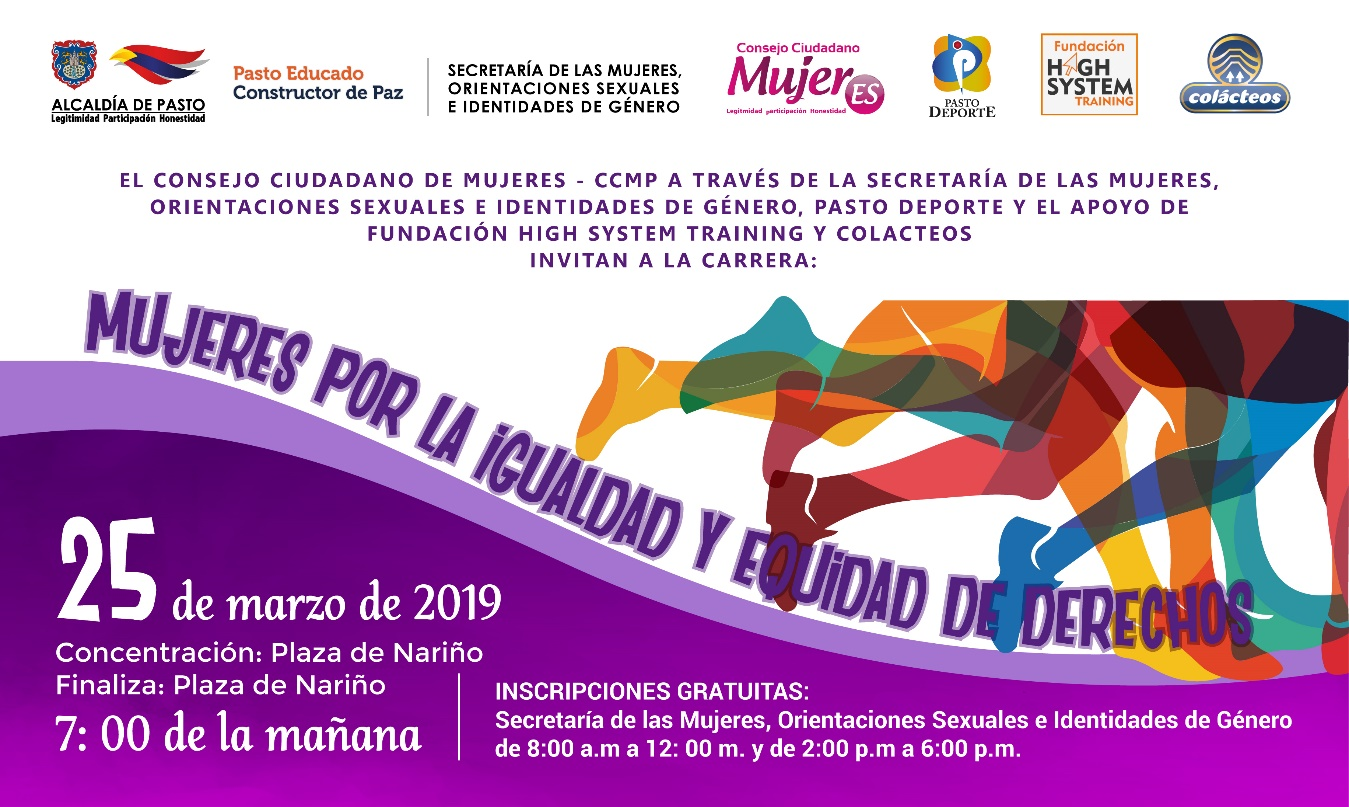 ALCALDÍA DE PASTO
Legitimidad Participación Honestidad
Pasto Educado
Constructor de Paz
SECRETARÍA DE LAS MUJERES,
ORIENTACIONES SEXUALES
E IDENTIDADES DE GÉNERO
Consejo Ciudadano
MujerES
Legitimidad participación Honestidad
PASTO
DEPORTE
Fundación
HIGH
SYSTEM
TRAINING
colácteos
EL CONSEJO CIUDADANO DE MUJERES - CCMP A TRAVÉS DE LA SECRETARÍA DE LAS MUJERES,
ORIENTACIONES SEXUALES E IDENTIDADES DE GÉNERO, PASTO DEPORTE Y EL APOYO DE
FUNDACIÓN HIGH SYSTEM TRAINING Y COLACTEOS
INVITAN A LA CARRERA:
MUJERES POR LA iGUALDAD Y EQUiDAD DE DERECHOS
25 de marzo de 2019
Concentración: Plaza de Nariño
Finaliza: Plaza de Nariño
7: 00 de la mañana
INSCRIPCIONES GRATUITAS:
Secretaría de las Mujeres, Orientaciones Sexuales e Identidades de Género
de 8:00 a.m a 12: 00 m. y de 2:00 p.m a 6:00 p.m.